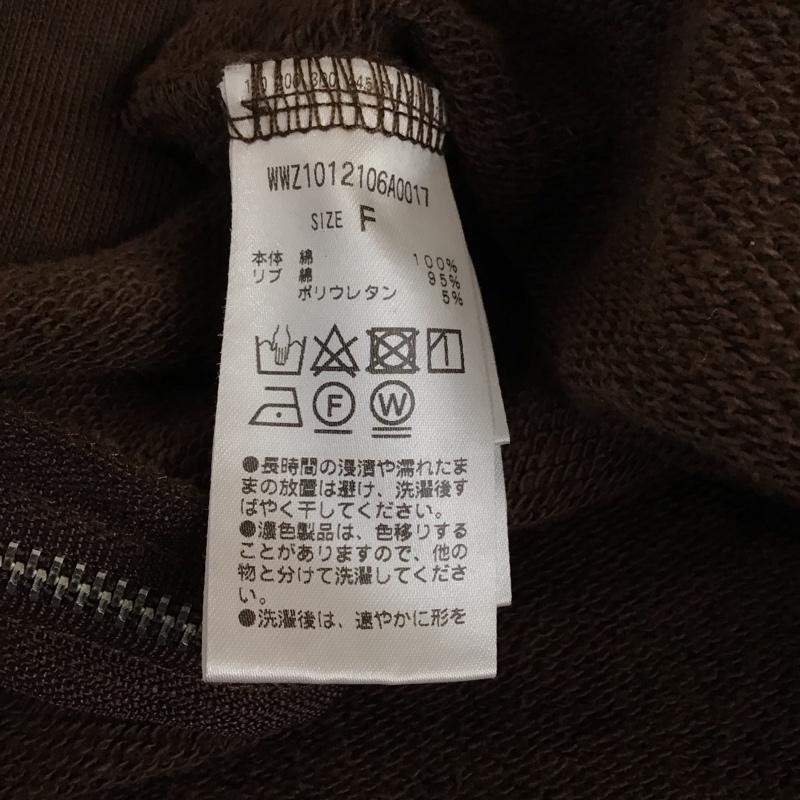 WWZ1012106A0017
SIZE F
本体 綿 100%
リブ 綿 95%
ポリウレタン 5%
F W
●長時間の浸漬や濡れたま
まの放置は避け、洗濯後す
ばやく干してください。
●濃色製品は、色移りする
ことがありますので、他の
物と分けて洗濯してくださ
い。
●洗濯後は、速やかに形を